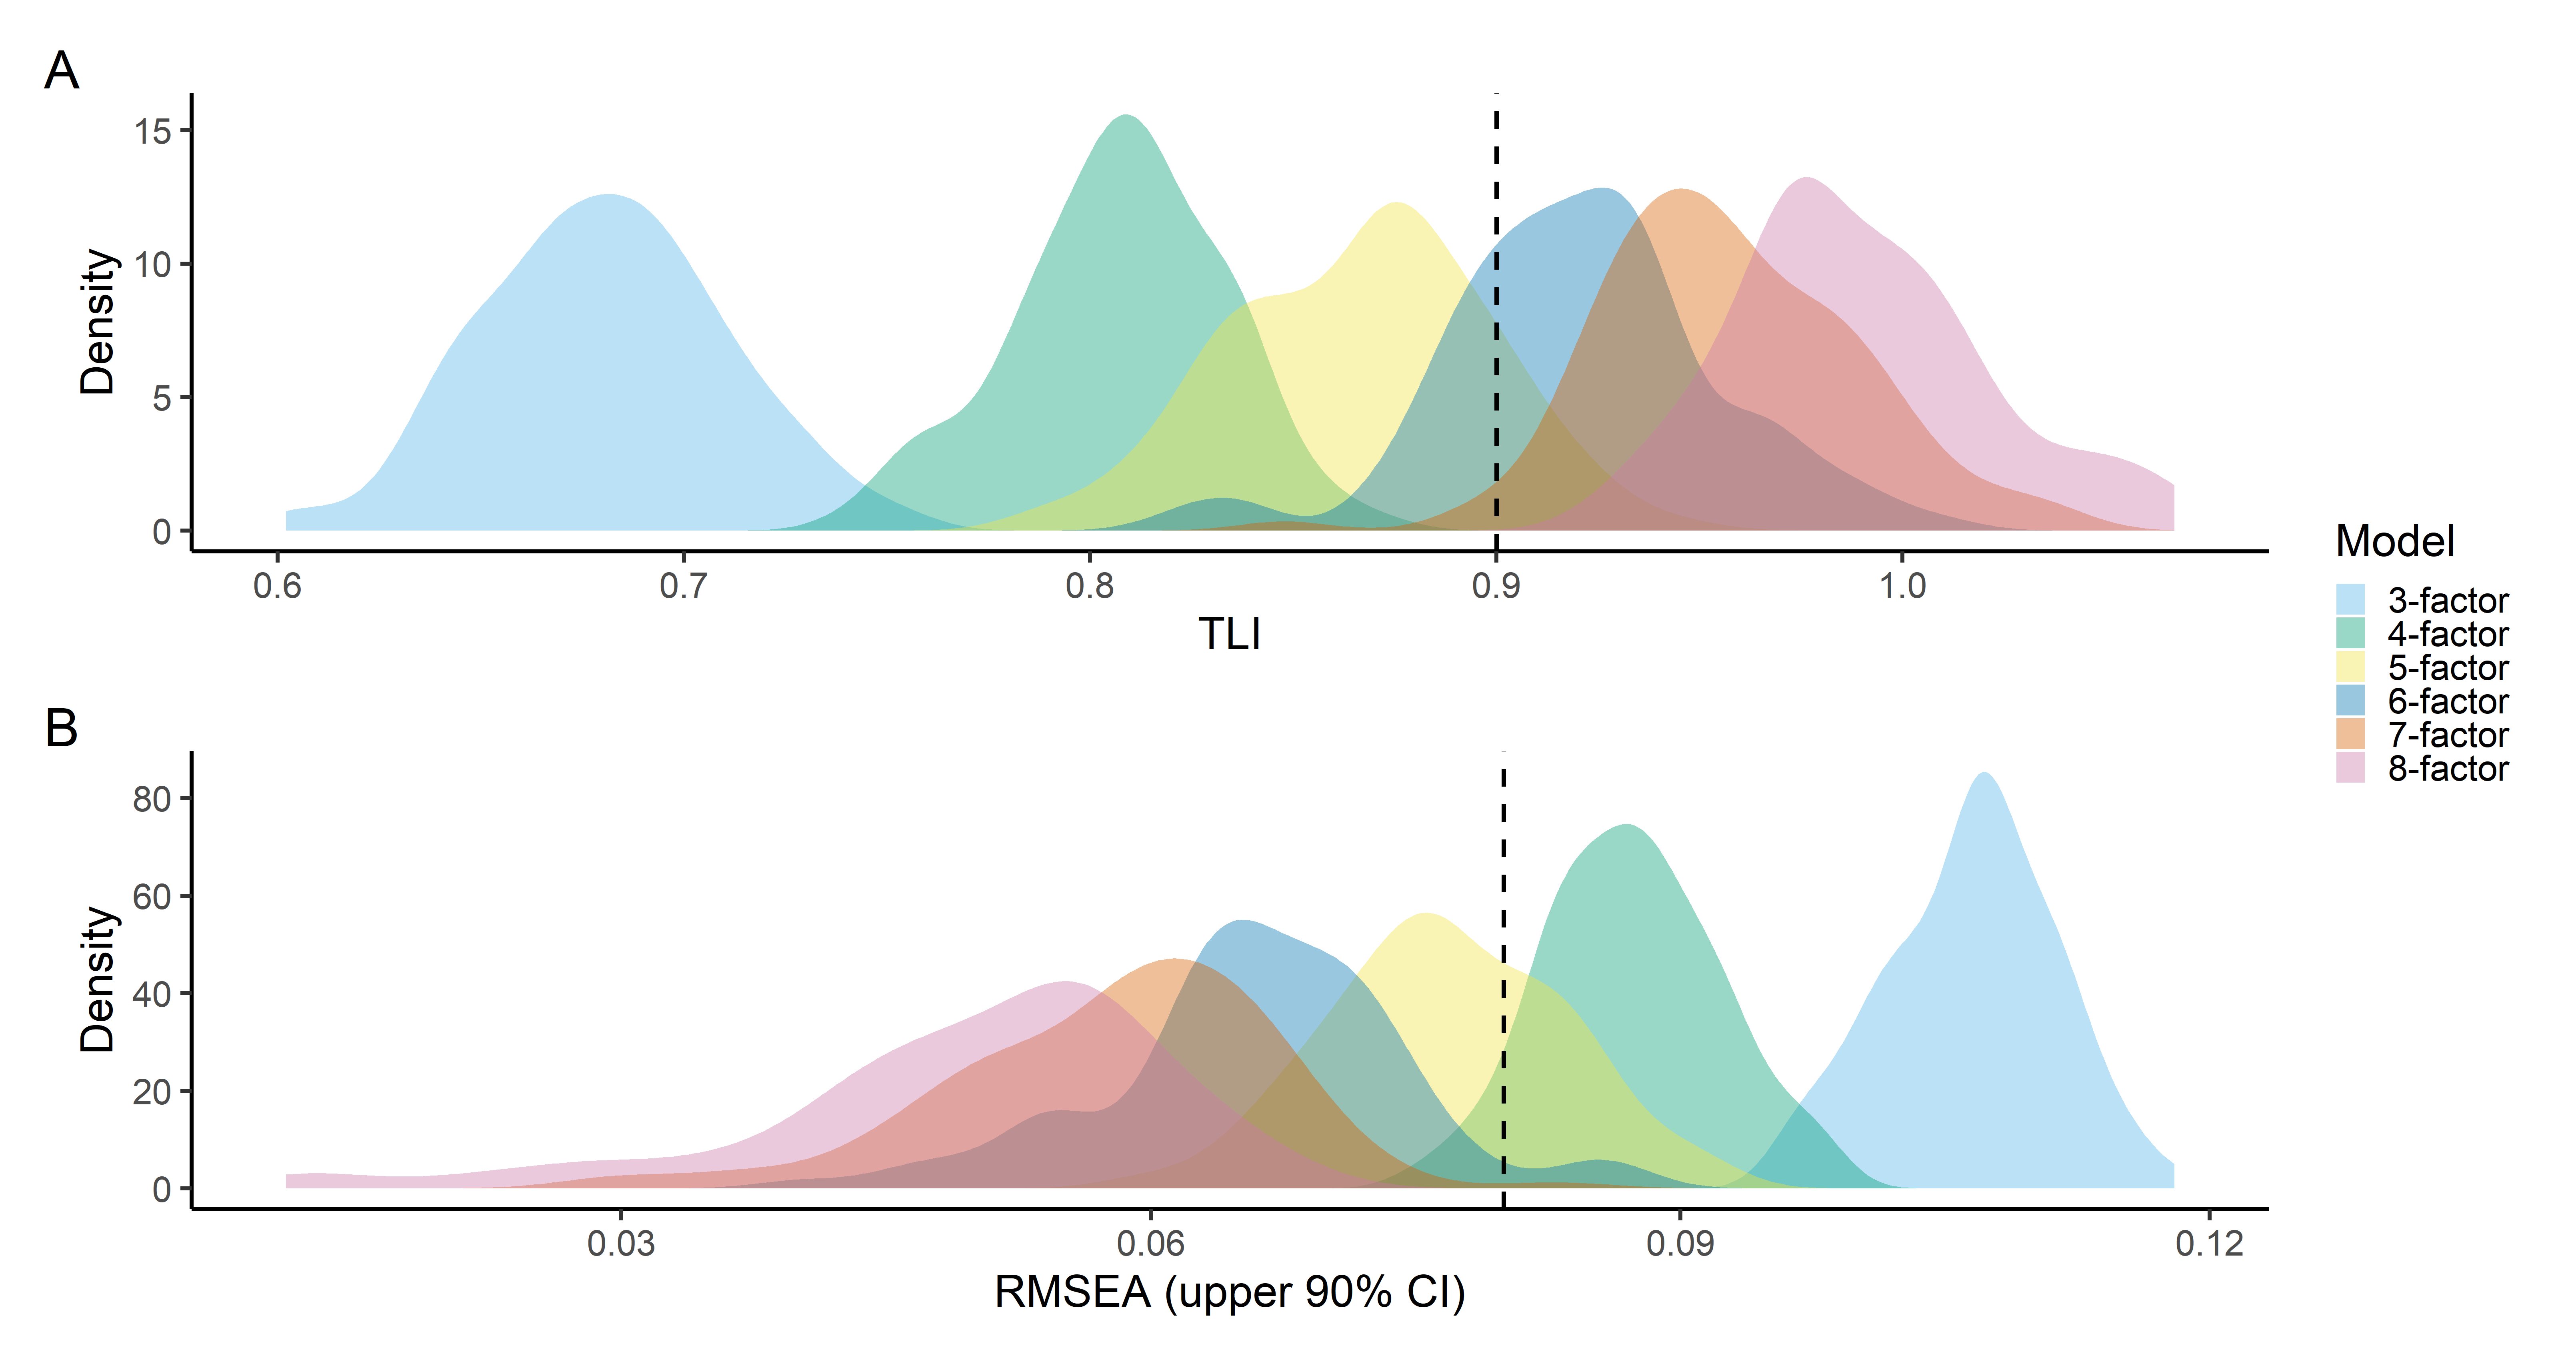 A
Density
15
10
5
0
0.6 0.7 0.8 0.9 1.0
TLI
Model
3-factor
4-factor
5-factor
6-factor
7-factor
8-factor
B
Density
80
60
40
20
0
0.03 0.06 0.09 0.12
RMSEA (upper 90% CI)